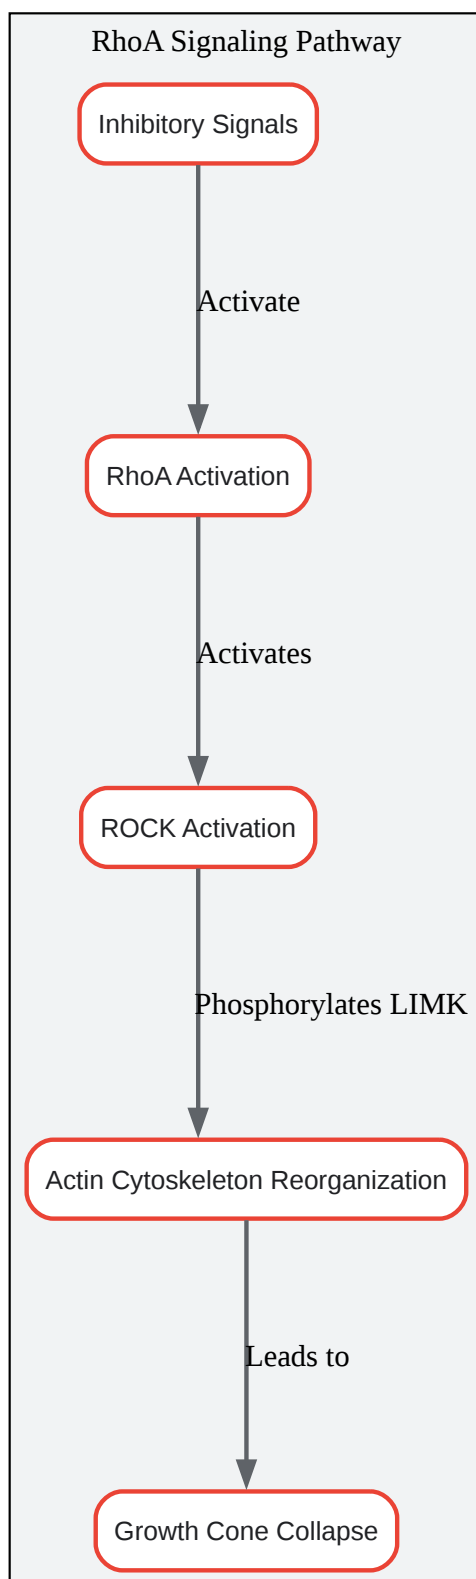 RhoA Signaling Pathway
Inhibitory Signals
Activate
RhoA Activation
Activates
ROCK Activation
Phosphorylates LIMK
Actin Cytoskeleton Reorganization
Leads to
Growth Cone Collapse